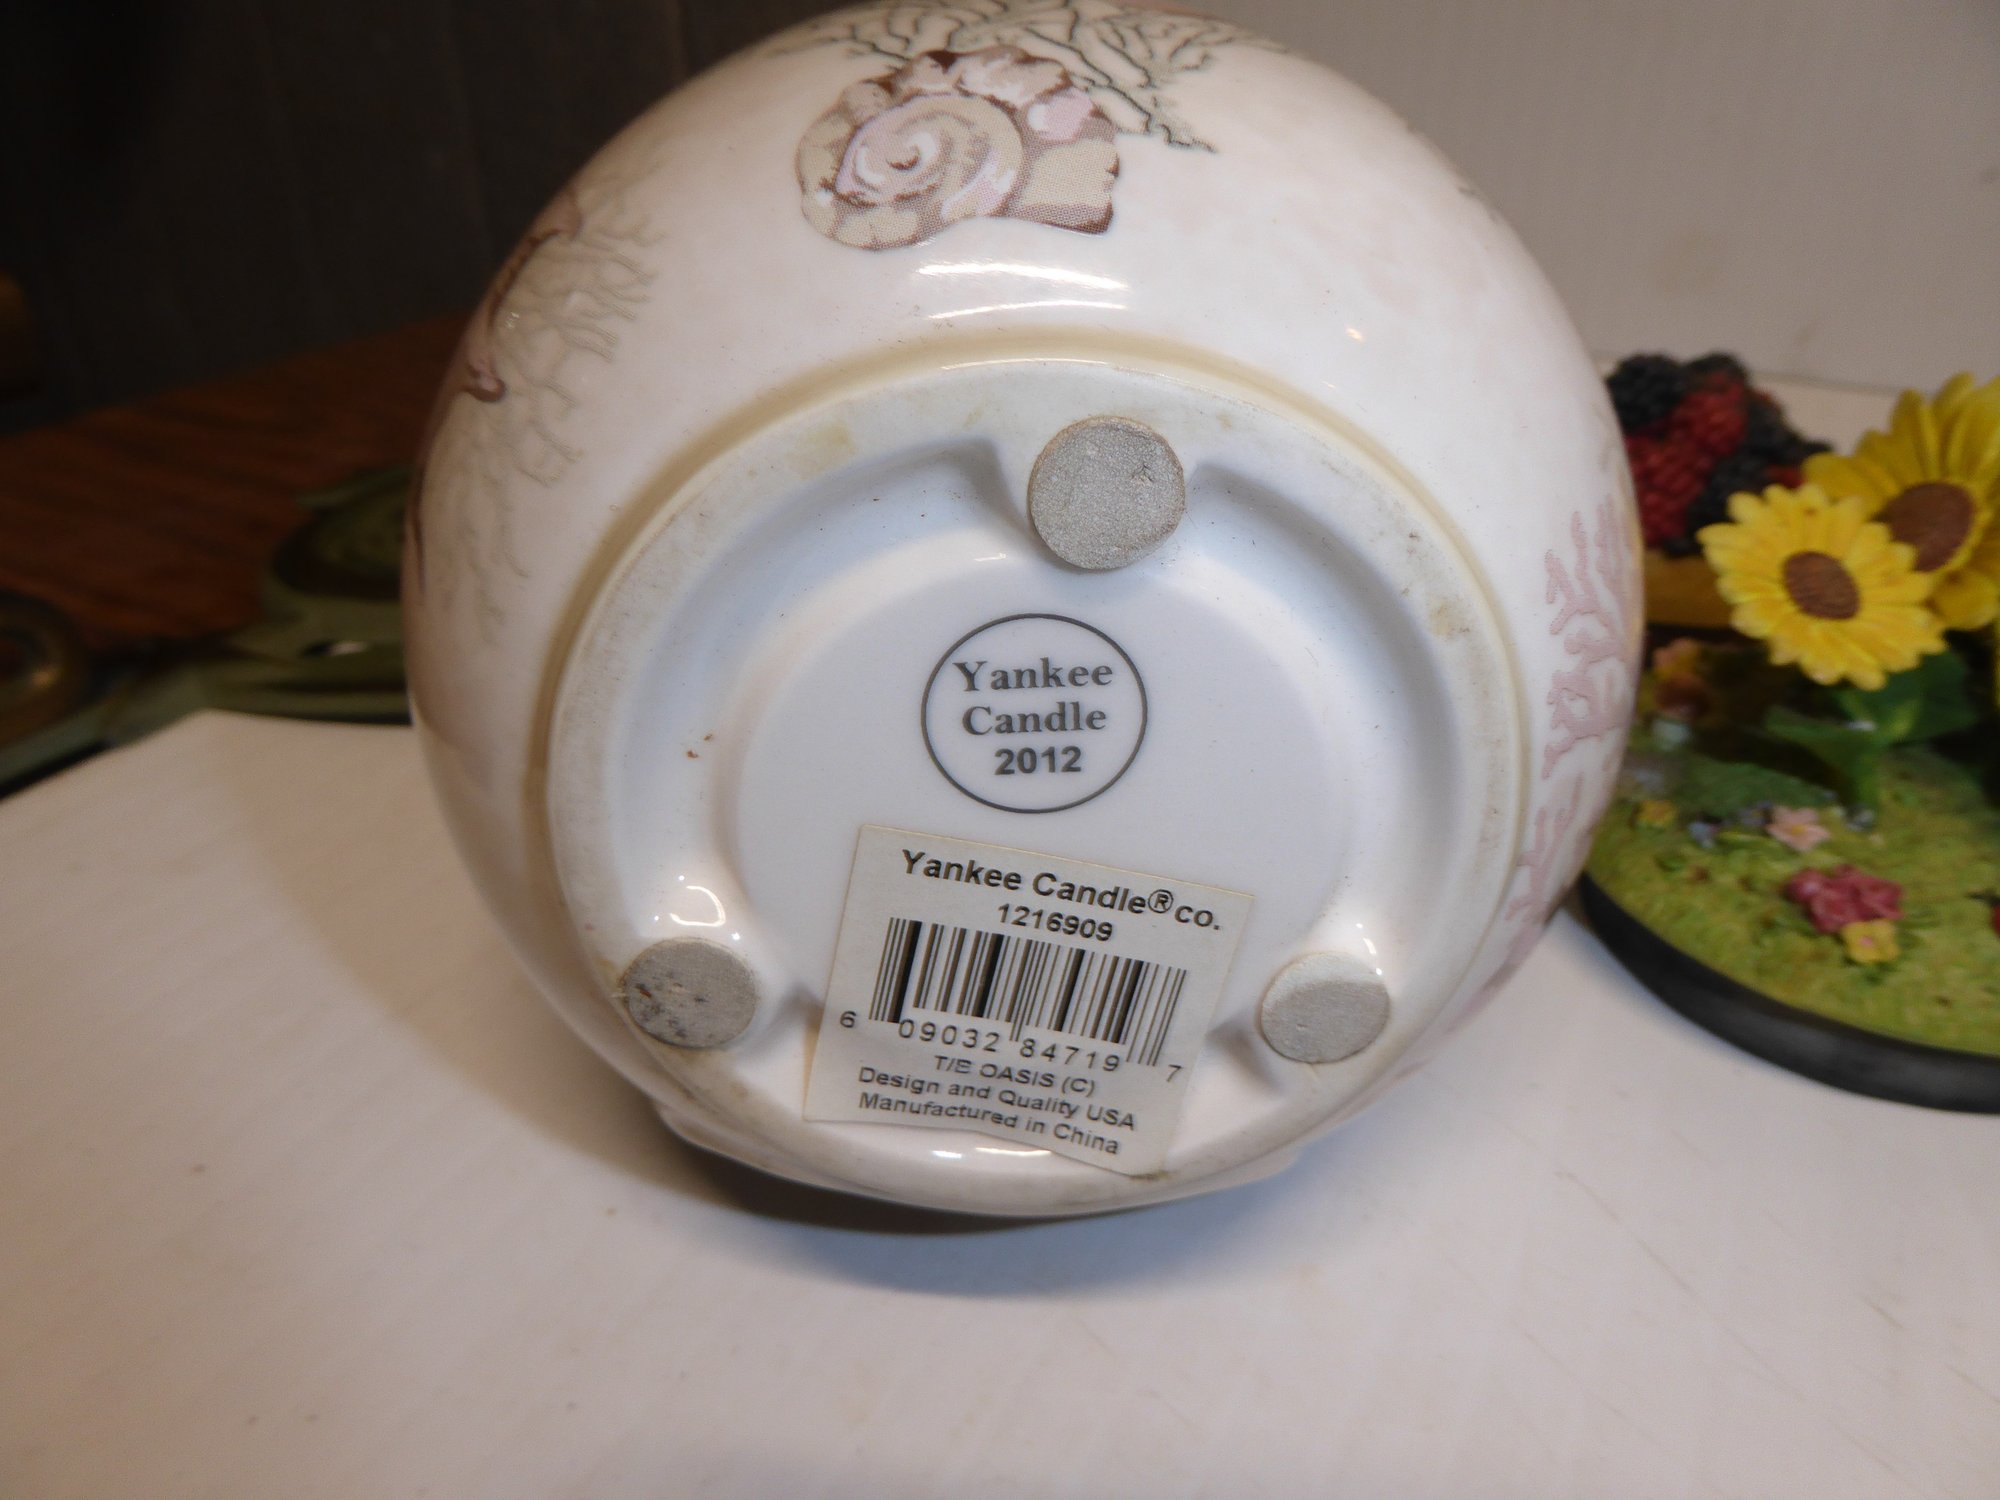 Yankee
Candle
2012
Yankee Candle® co.
1216909
6 09032 84719 7
T/E OASIS (C)
Design and Quality USA
Manufactured in China